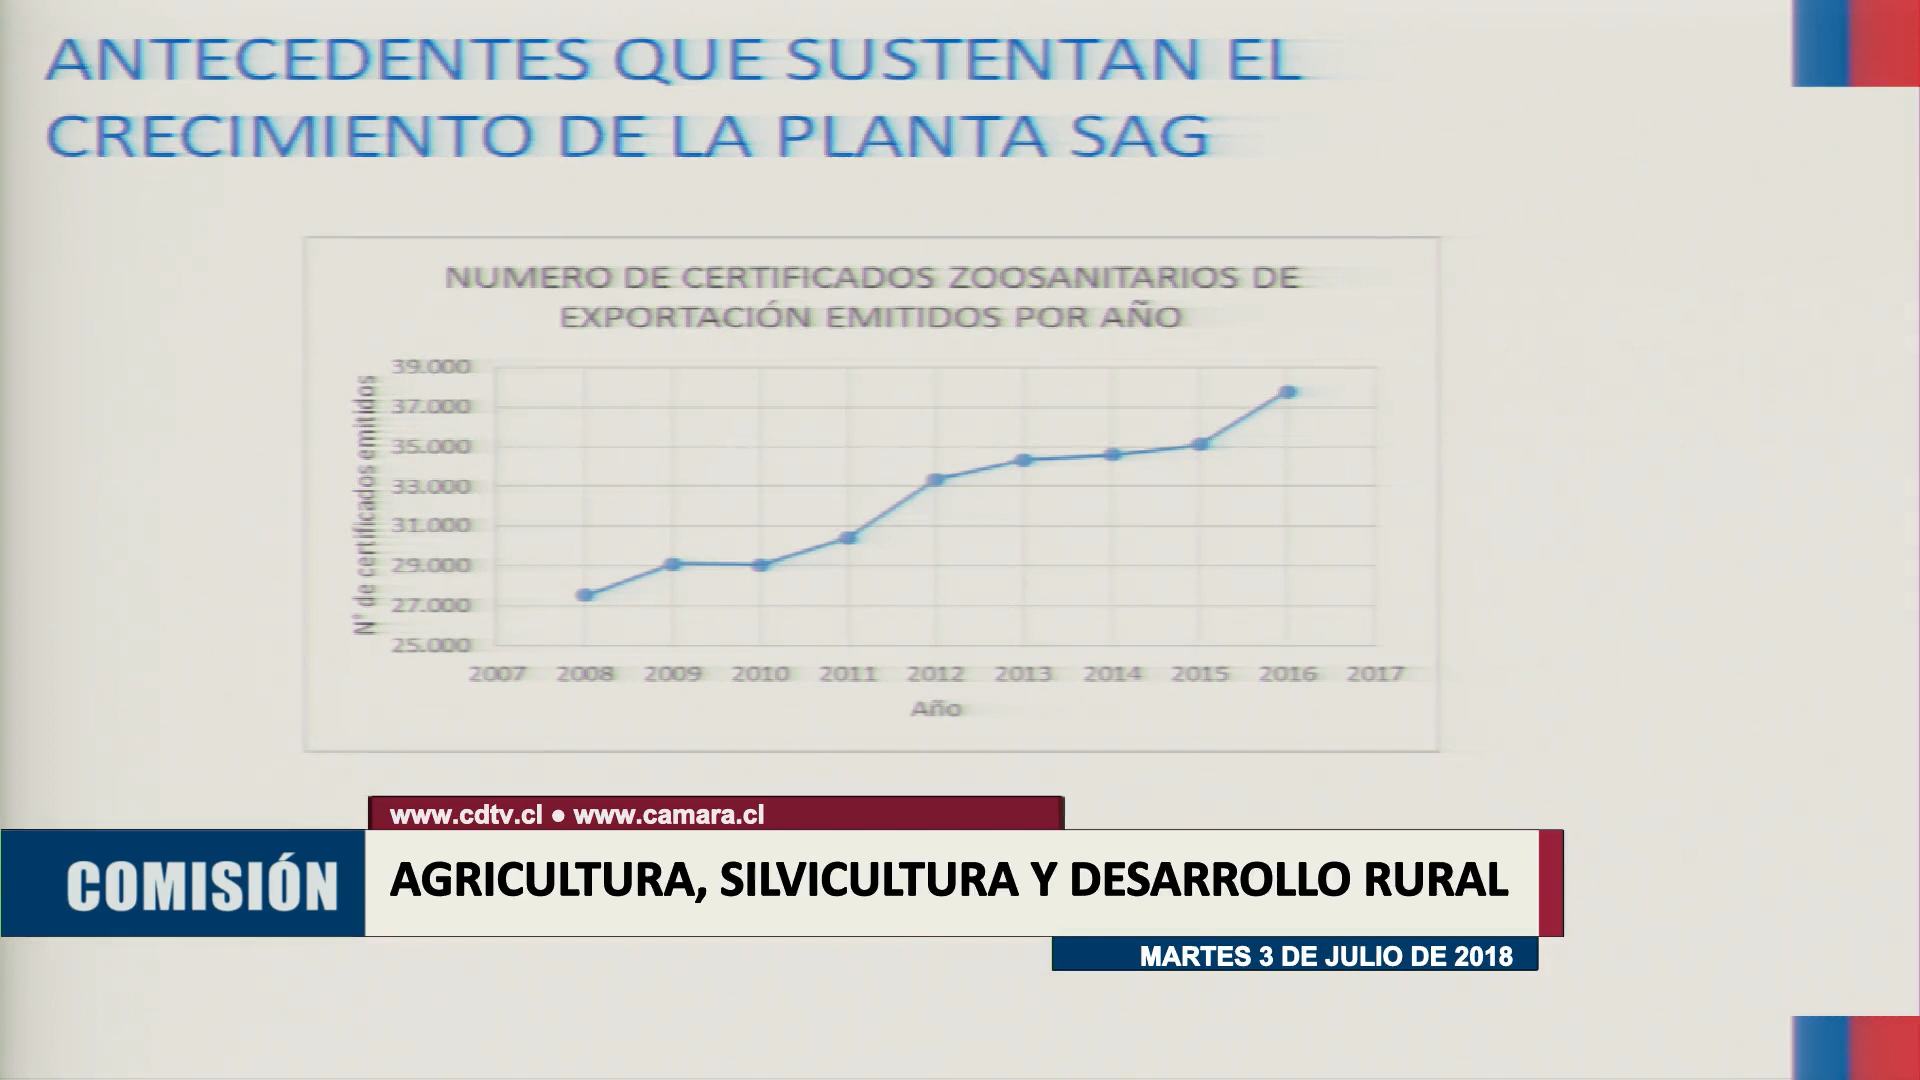 ANTECEDENTES QUE SUSTENTAN EL
CRECIMIENTO DE LA PLANTA SAG
NUMERO DE CERTIFICADOS ZOOSANITARIOS DE
EXPORTACIÓN EMITIDOS POR AÑO
N° de certificados emitidos
39.000
37.000
35.000
33.000
31.000
29.000
27.000
25.000
2007 2008 2009 2010 2011 2012 2013 2014 2015 2016 2017
Año
www.cdtv.cl ● www.camara.cl
COMISIÓN
AGRICULTURA, SILVICULTURA Y DESARROLLO RURAL
MARTES 3 DE JULIO DE 2018